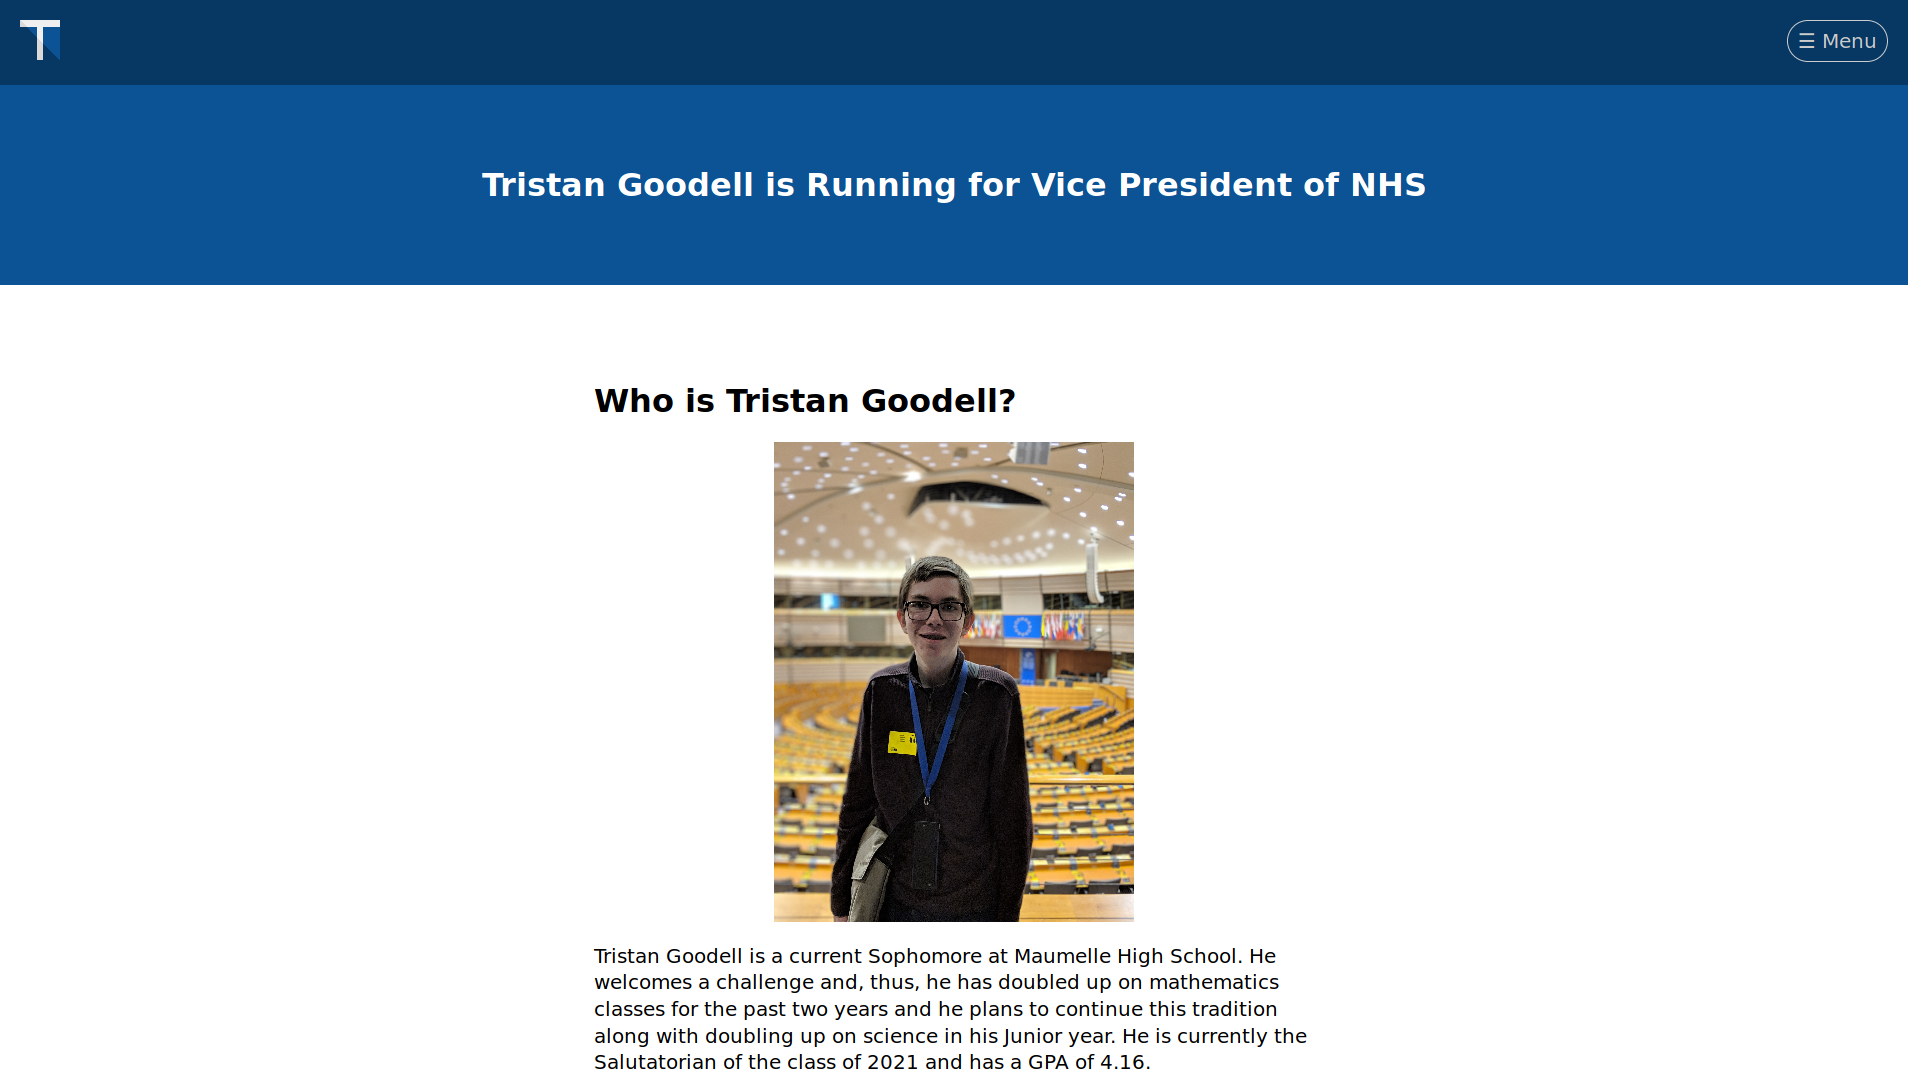 T
☰ Menu
Tristan Goodell is Running for Vice President of NHS
Who is Tristan Goodell?
Tristan Goodell is a current Sophomore at Maumelle High School. He
welcomes a challenge and, thus, he has doubled up on mathematics
classes for the past two years and he plans to continue this tradition
along with doubling up on science in his Junior year. He is currently the
Salutatorian of the class of 2021 and has a GPA of 4.16.